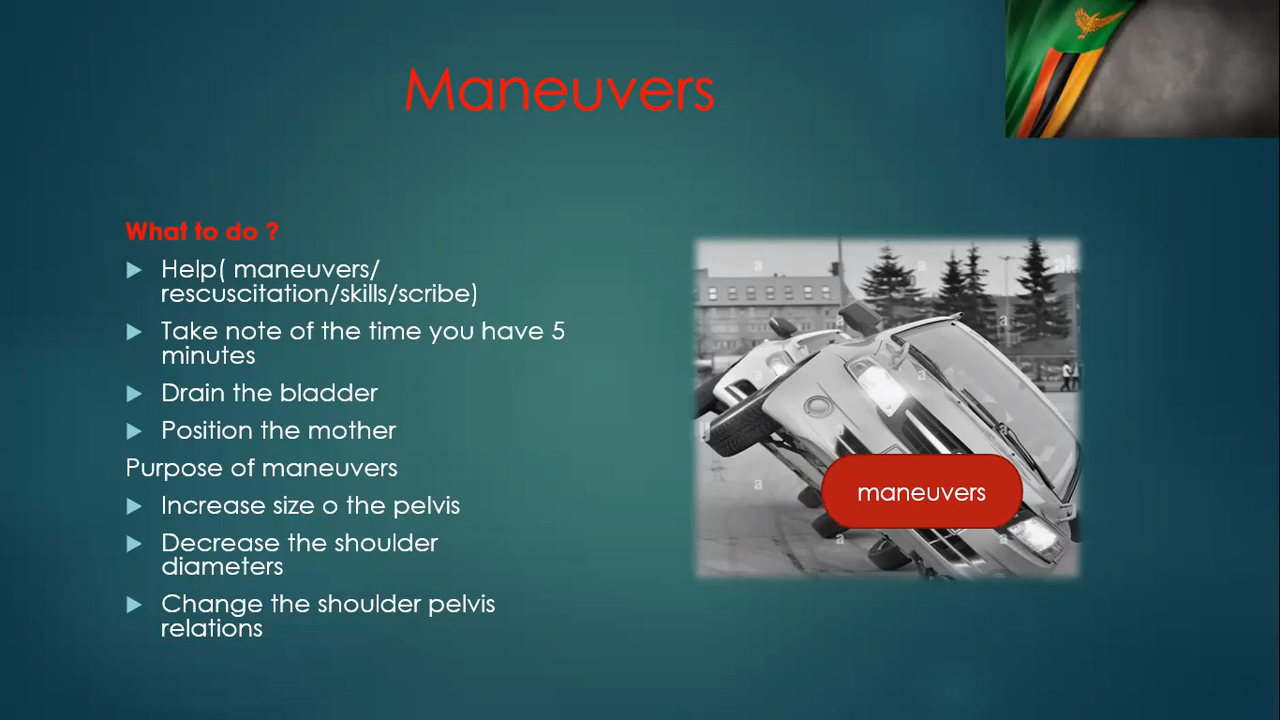 Maneuvers
What to do ?
Help( maneuvers/
rescuscitation/skills/scribe)
Take note of the time you have 5
minutes
Drain the bladder
Position the mother
Purpose of maneuvers
Increase size o the pelvis
Decrease the shoulder
diameters
Change the shoulder pelvis
relations
maneuvers